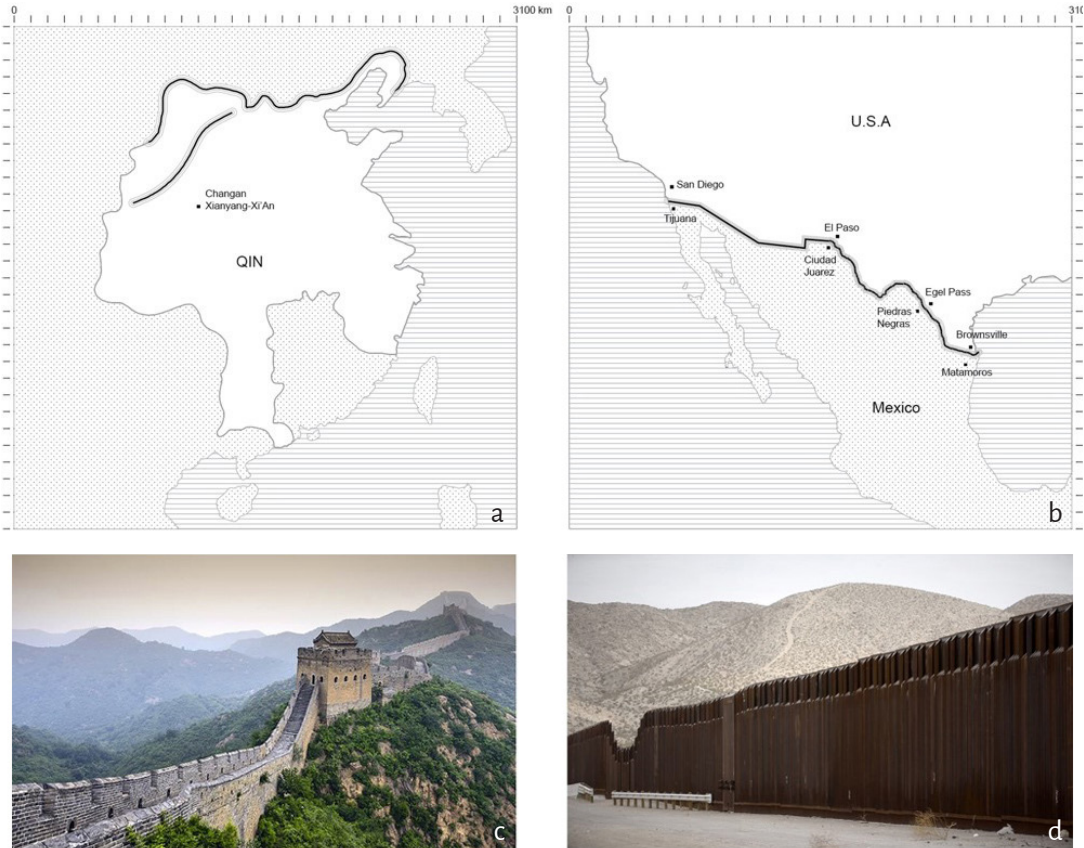 0
3100 km
0
310
Changan
Xianyang-Xi'An
QIN
a
U.S.A
San Diego
Tijuana
El Paso
Ciudad
Juarez
Egel Pass
Piedras
Negras
Brownsville
Matamoros
Mexico
b
c
d